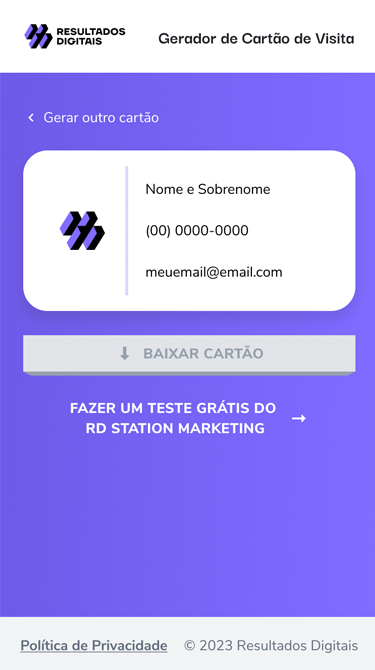 RESULTADOS
DIGITAIS
Gerador de Cartão de Visita
Gerar outro cartão
Nome e Sobrenome
(00) 0000-0000
meuemail@email.com
BAIXAR CARTÃO
FAZER UM TESTE GRÁTIS DO
RD STATION MARKETING
Política de Privacidade © 2023 Resultados Digitais